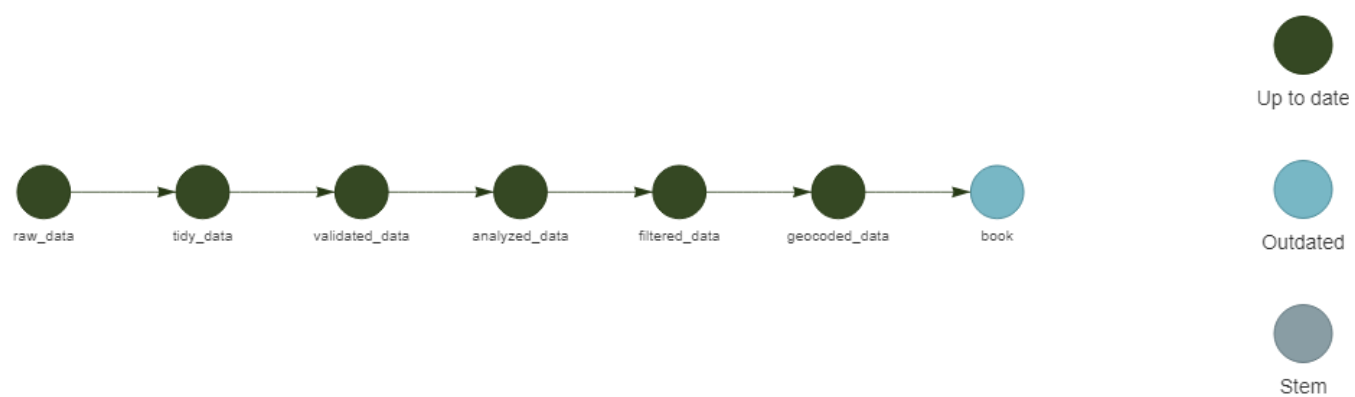 raw_data
tidy_data
validated_data
analyzed_data
filtered_data
geocoded_data
book
Up to date
Outdated
Stem